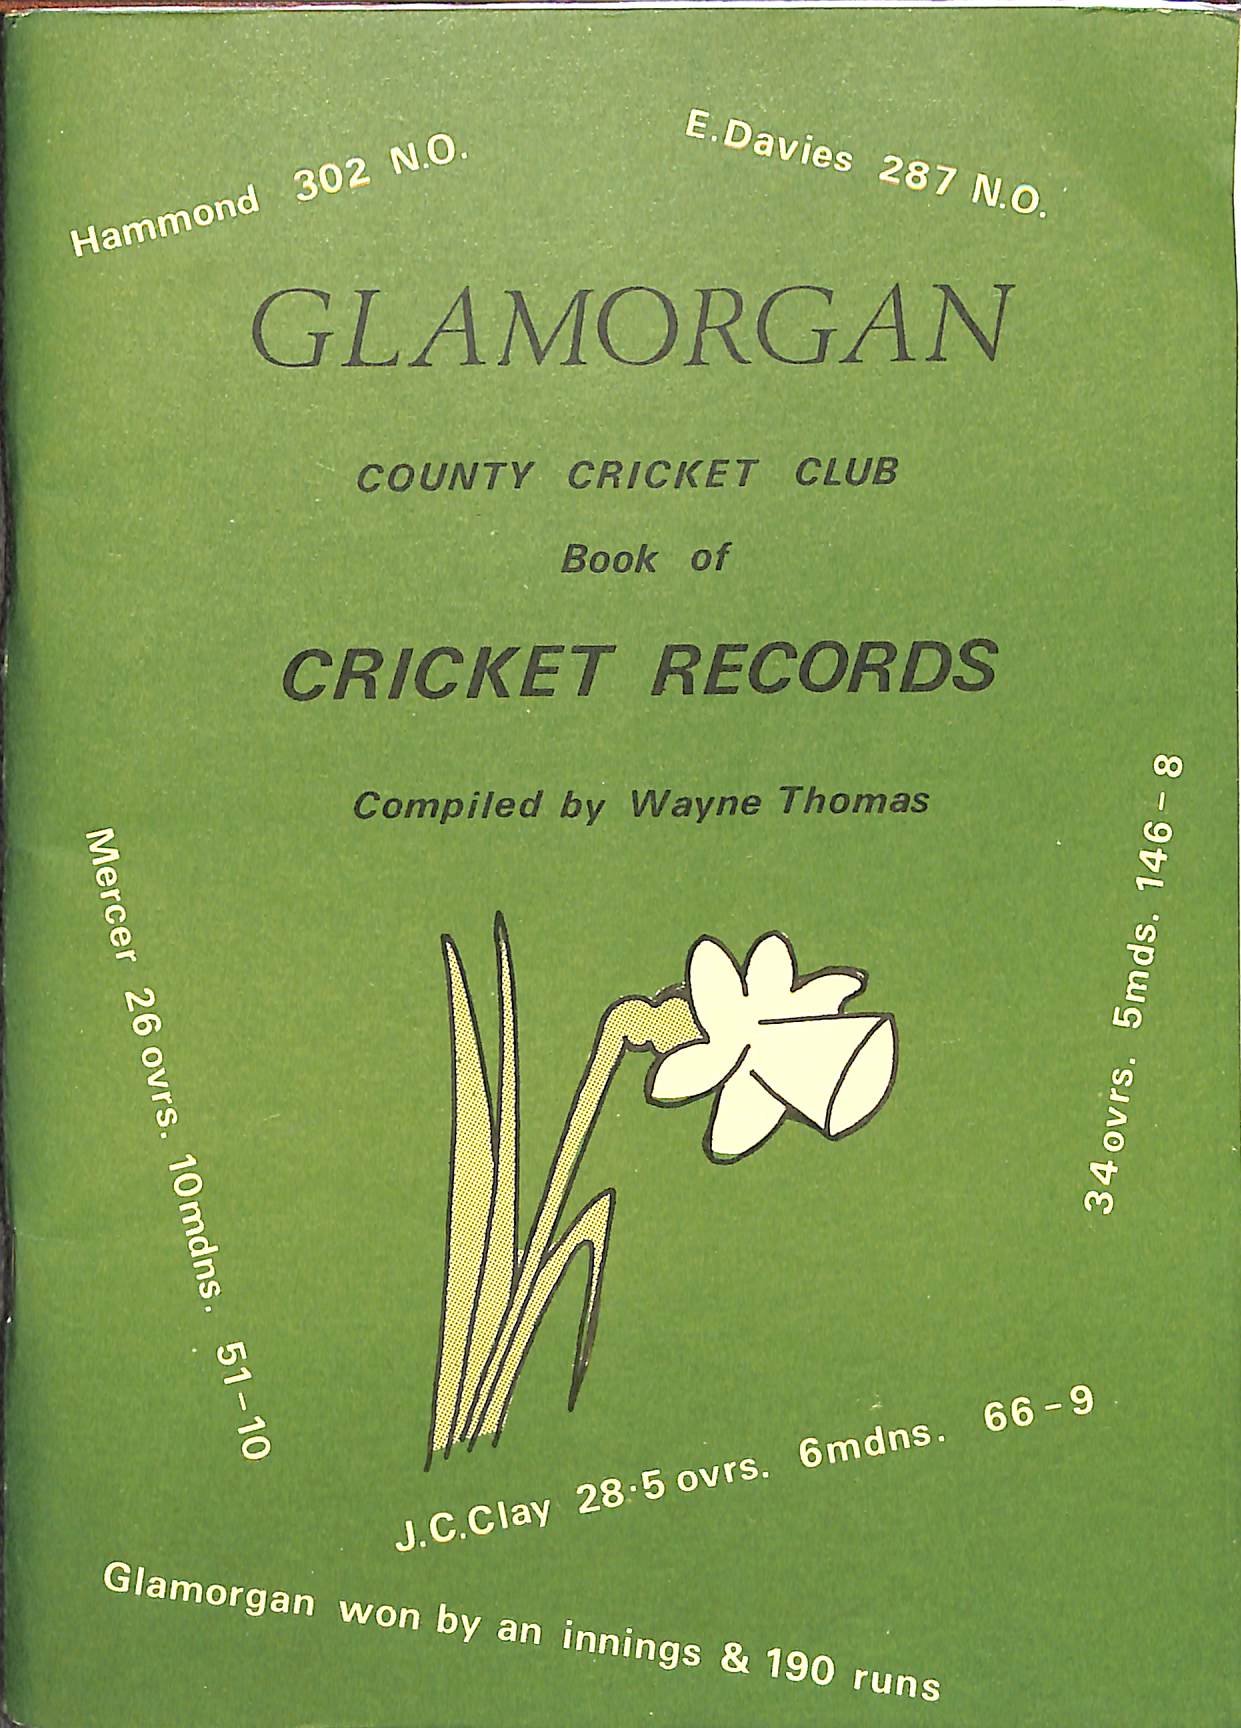 Hammond 302 N.O.
E.Davies 287 N.O.
GLAMORGAN
COUNTY CRICKET CLUB
Book of
CRICKET RECORDS
Compiled by Wayne Thomas
Mercer 26 ovrs. 10mdns. 51-10
34 ovrs. 5mds. 146-8
J.C.Clay 28·5 ovrs. 6mdns. 66-9
Glamorgan won by an innings & 190 runs